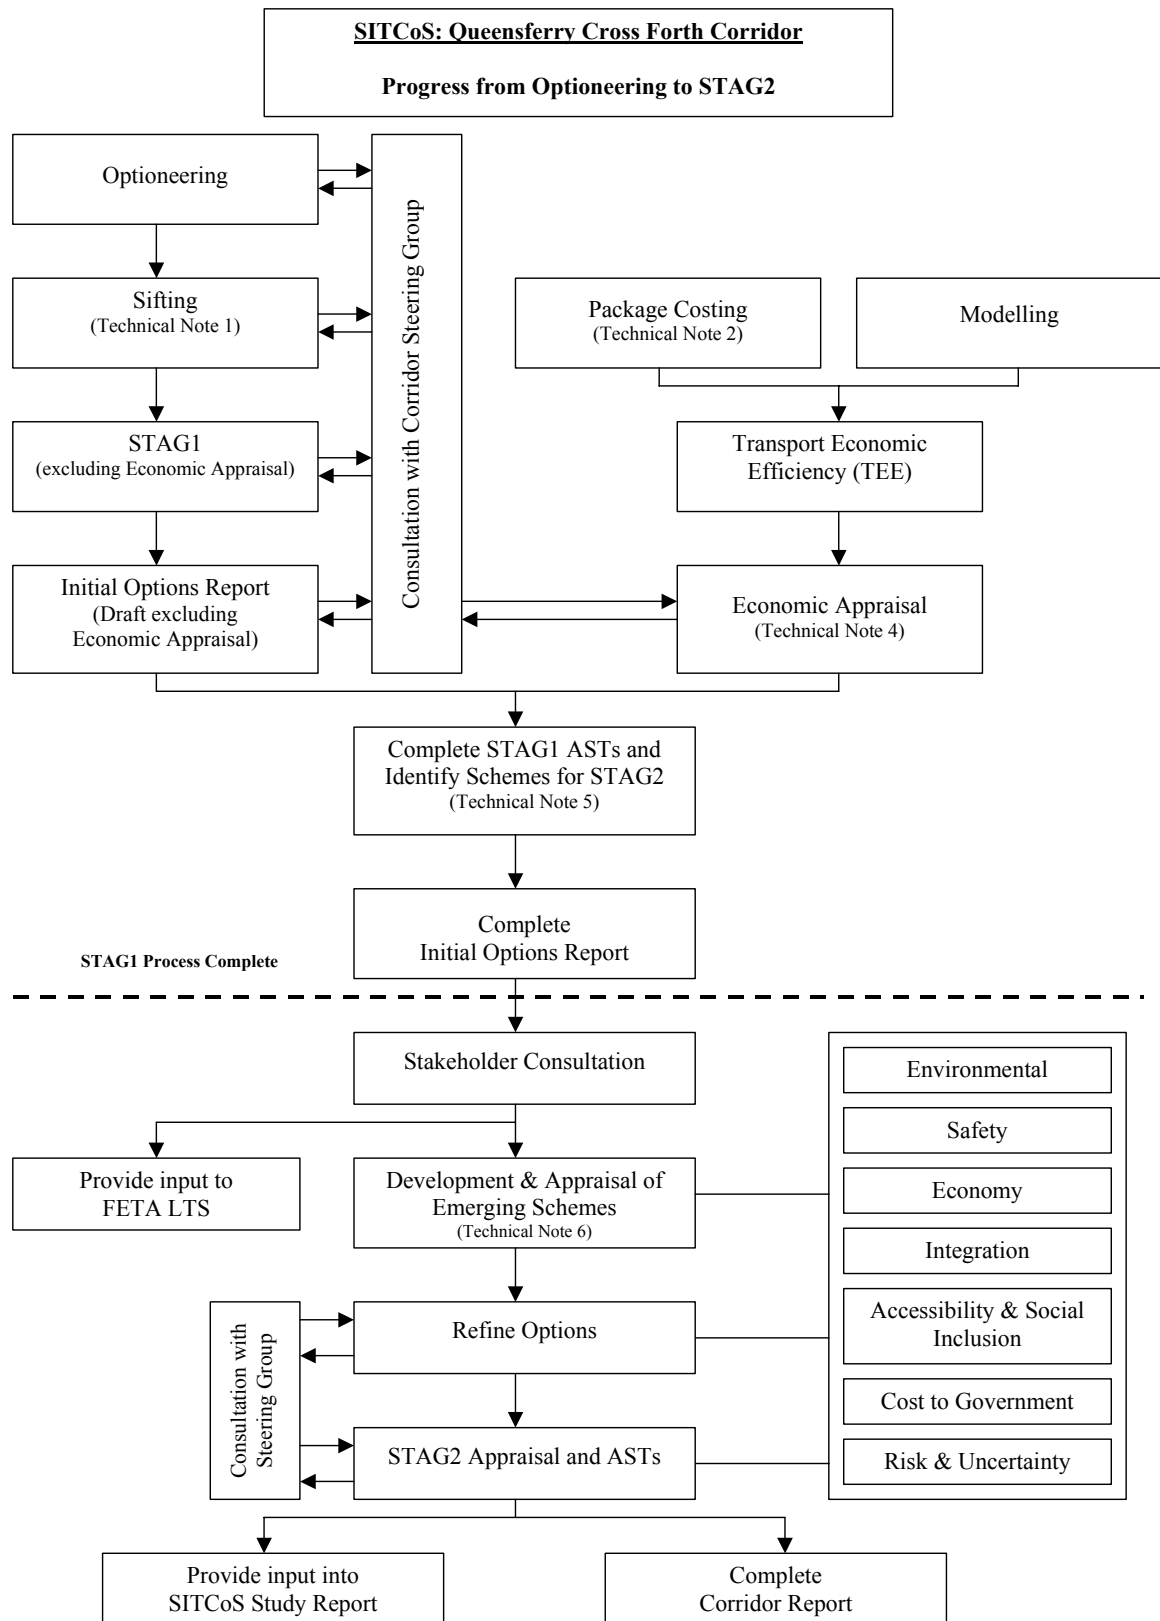 SITCoS: Queensferry Cross Forth Corridor
Progress from Optioneering to STAG2
Optioneering
Sifting
(Technical Note 1)
STAG1
(excluding Economic Appraisal)
Initial Options Report
(Draft excluding
Economic Appraisal)
Consultation with Corridor Steering Group
Package Costing
(Technical Note 2)
Modelling
Transport Economic
Efficiency (TEE)
Economic Appraisal
(Technical Note 4)
Complete STAG1 ASTs and
Identify Schemes for STAG2
(Technical Note 5)
Complete
Initial Options Report
STAG1 Process Complete
Stakeholder Consultation
Provide input to
FETA LTS
Development & Appraisal of
Emerging Schemes
(Technical Note 6)
Refine Options
Consultation with
Steering Group
STAG2 Appraisal and ASTs
Environmental
Safety
Economy
Integration
Accessibility & Social
Inclusion
Cost to Government
Risk & Uncertainty
Provide input into
SITCoS Study Report
Complete
Corridor Report